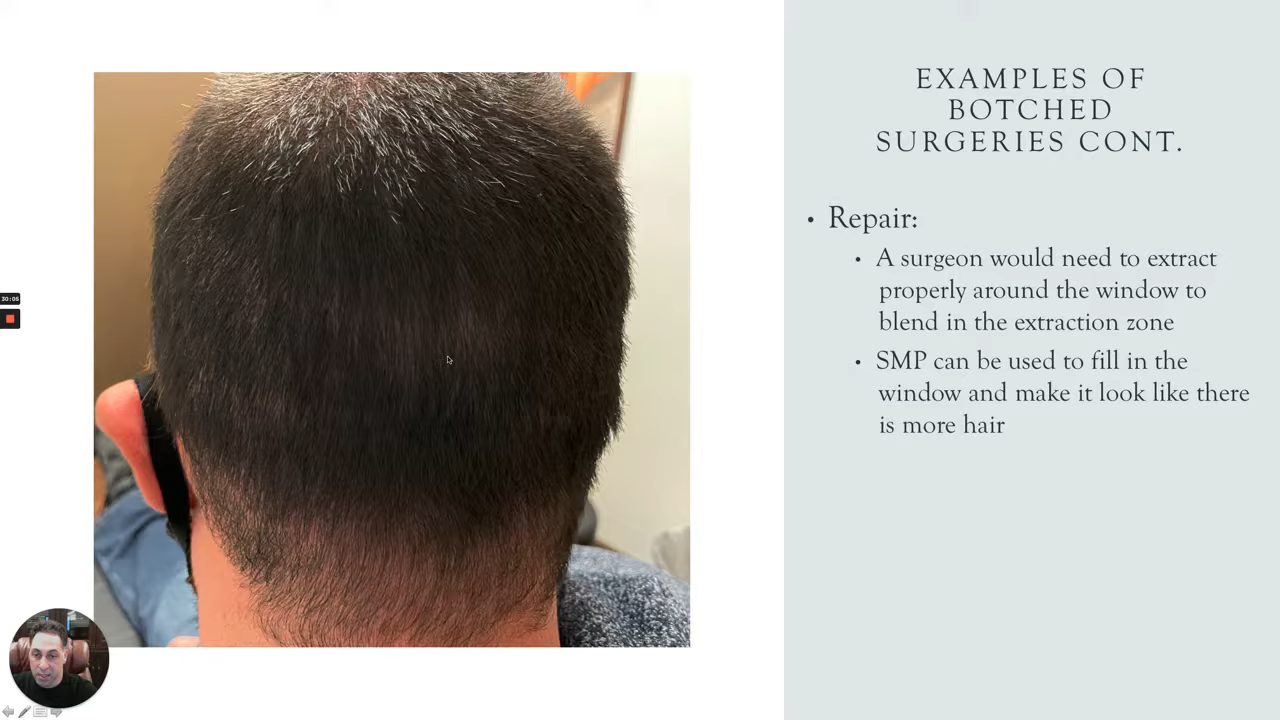 EXAMPLES OF
BOTCHED
SURGERIES CONT.
• Repair:
• A surgeon would need to extract
properly around the window to
blend in the extraction zone
• SMP can be used to fill in the
window and make it look like there
is more hair
30:05